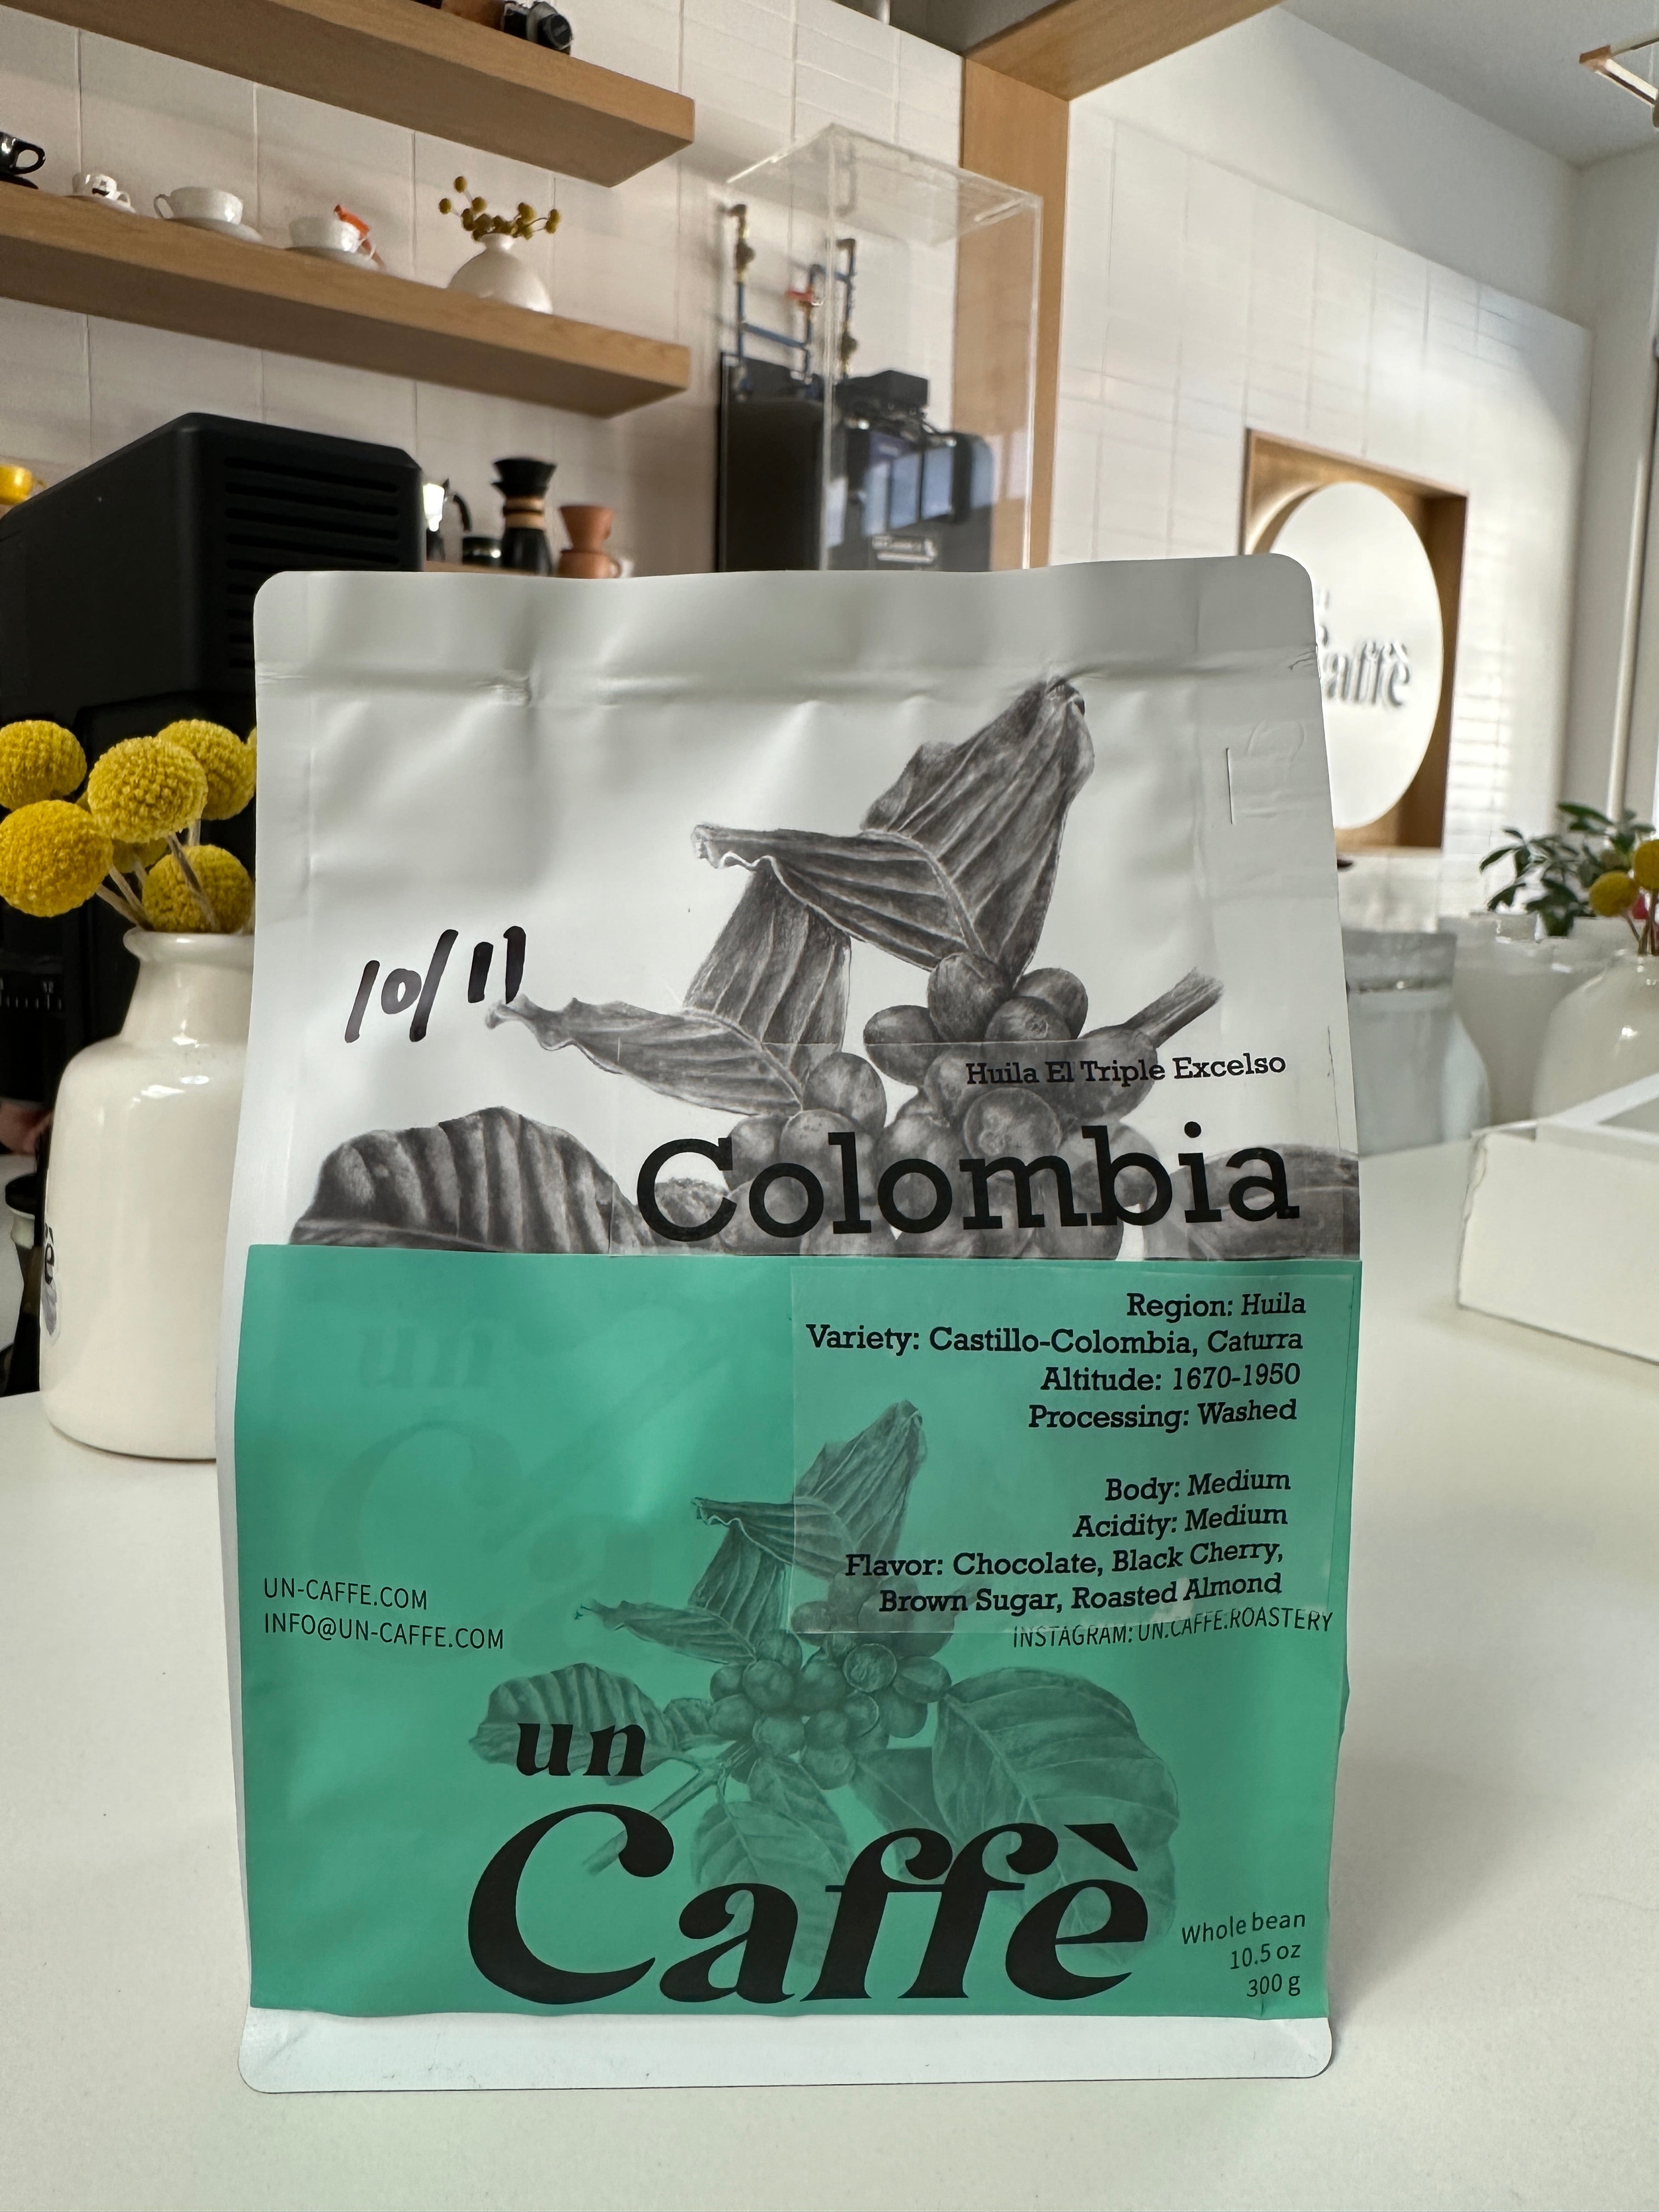 affè
10/11
Huila El Triple Excelso
Colombia
Region: Huila
Variety: Castillo-Colombia, Caturra
Altitude: 1670-1950
Processing: Washed
Body: Medium
Acidity: Medium
Flavor: Chocolate, Black Cherry,
Brown Sugar, Roasted Almond
UN-CAFFE.COM
INFO@UN-CAFFE.COM
INSTAGRAM: UN.CAFFE.ROASTERY
un
Caffè
Whole bean
10.5 oz
300 g